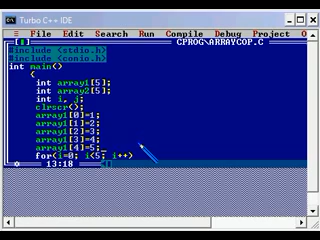 Turbo C++ IDE
≡ File Edit Search Run Compile Debug Project O
CPROG\ARRAYCOP.C
#include <stdio.h>
#include <conio.h>
int main()
{
int array1[5];
int array2[5];
int i, j;
clrscr();
array1[0]=1;
array1[1]=2;
array1[2]=3;
array1[3]=4;
array1[4]=5;_
for(i=0; i<5; i++)
13:18